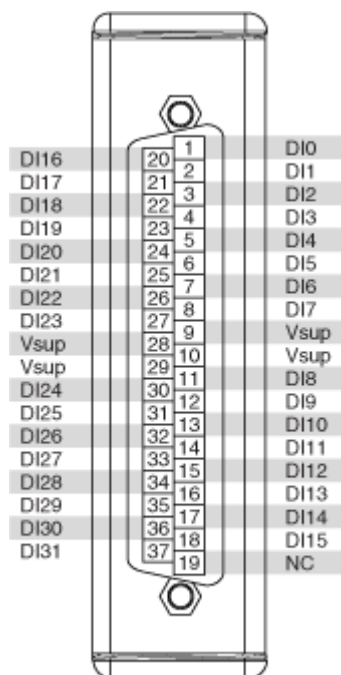 1 DI0
DI16 20
2 DI1
DI17 21
3 DI2
DI18 22
4 DI3
DI19 23
5 DI4
DI20 24
6 DI5
DI21 25
7 DI6
DI22 26
8 DI7
DI23 27
9 Vsup
Vsup 28
10 Vsup
Vsup 29
11 DI8
DI24 30
12 DI9
DI25 31
13 DI10
DI26 32
14 DI11
DI27 33
15 DI12
DI28 34
16 DI13
DI29 35
17 DI14
DI30 36
18 DI15
DI31 37
19 NC